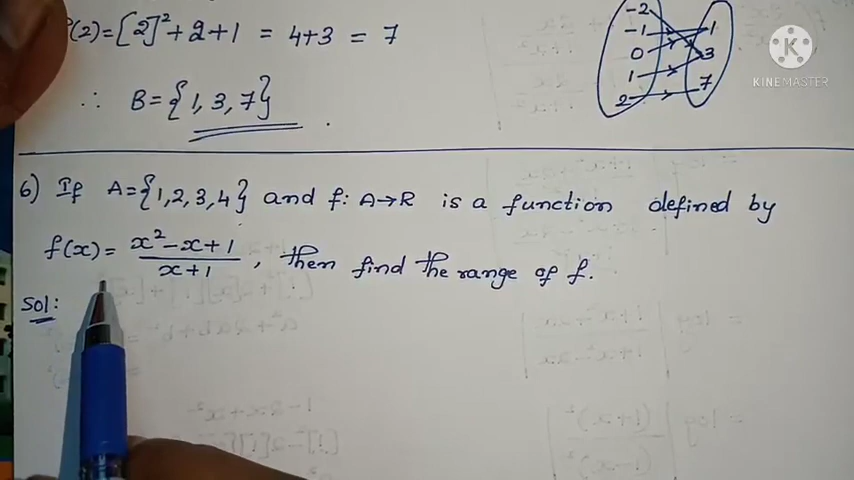 f(2) = [2]² + 2 + 1 = 4+3 = 7
∴ B = {1, 3, 7}.
-2
-1
0
1
2
1
3
7
KINEMASTER
6) If A = {1,2,3,4} and f: A→R is a function defined by
f(x) = x²-x+1 / x+1, then find the range of f.
Sol: